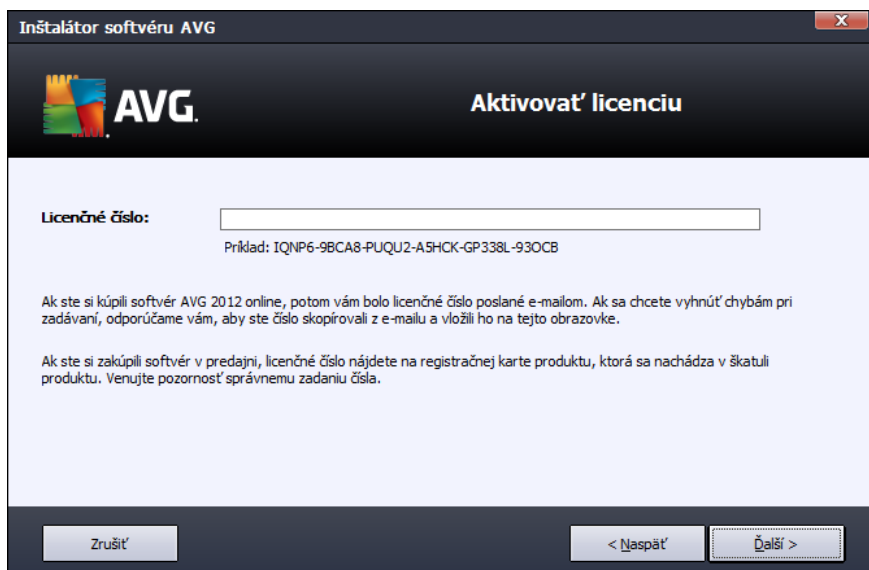 Inštalátor softvéru AVG
X
AVG.
Aktivovať licenciu
Licenčné číslo:
Príklad: IQNP6-9BCA8-PUQU2-A5HCK-GP338L-93OCB
Ak ste si kúpili softvér AVG 2012 online, potom vám bolo licenčné číslo poslané e-mailom. Ak sa chcete vyhnúť chybám pri
zadávaní, odporúčame vám, aby ste číslo skopírovali z e-mailu a vložili ho na tejto obrazovke.
Ak ste si zakúpili softvér v predajni, licenčné číslo nájdete na registračnej karte produktu, ktorá sa nachádza v škatuli
produktu. Venujte pozornosť správnemu zadaniu čísla.
Zrušiť
< Naspäť
Ďalší >